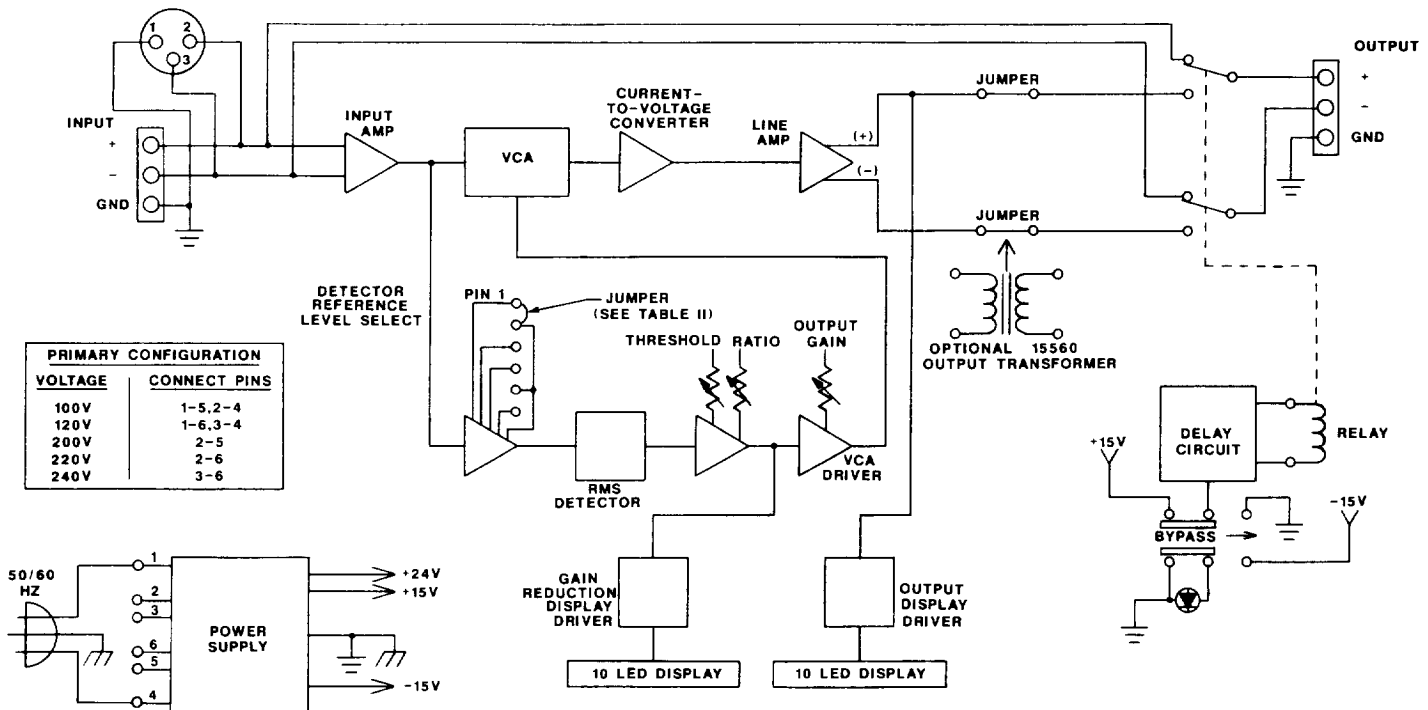 1
2
3
INPUT
+
-
GND
INPUT
AMP
VCA
CURRENT-
TO-VOLTAGE
CONVERTER
LINE
AMP
(+)
(-)
JUMPER
JUMPER
OUTPUT
+
-
GND
DETECTOR
REFERENCE
LEVEL SELECT
PIN 1
JUMPER
(SEE TABLE II)
THRESHOLD
RATIO
OUTPUT
GAIN
OPTIONAL 15560
OUTPUT TRANSFORMER
PRIMARY CONFIGURATION
VOLTAGE CONNECT PINS
100V 1-5,2-4
120V 1-6,3-4
200V 2-5
220V 2-6
240V 3-6
RMS
DETECTOR
VCA
DRIVER
DELAY
CIRCUIT
RELAY
+15V
-15V
BYPASS
50/60
HZ
1
2
3
6
5
4
POWER
SUPPLY
+24V
+15V
-15V
GAIN
REDUCTION
DISPLAY
DRIVER
OUTPUT
DISPLAY
DRIVER
10 LED DISPLAY
10 LED DISPLAY